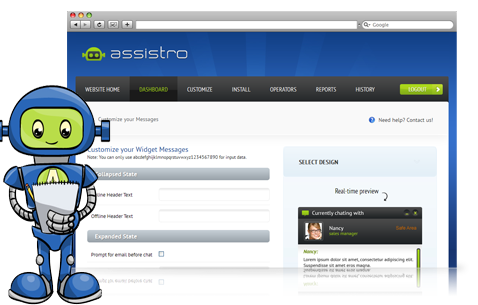 Google
assistro
WEBSITE HOME DASHBOARD CUSTOMIZE INSTALL OPERATORS REPORTS HISTORY LOGOUT
Customize your Messages
Need help? Contact us!
Customize your Widget Messages
Note: You can only use abcdefghijklmnopqrstuvwxyz1234567890 for input data.
Collapsed State
Online Header Text
Offline Header Text
Expanded State
Prompt for email before chat
SELECT DESIGN
Real-time preview
Currently chatting with
Nancy
sales manager
Nancy:
Lorem ipsum dolor sit amet.
Suspendisse sit amet eros magna.